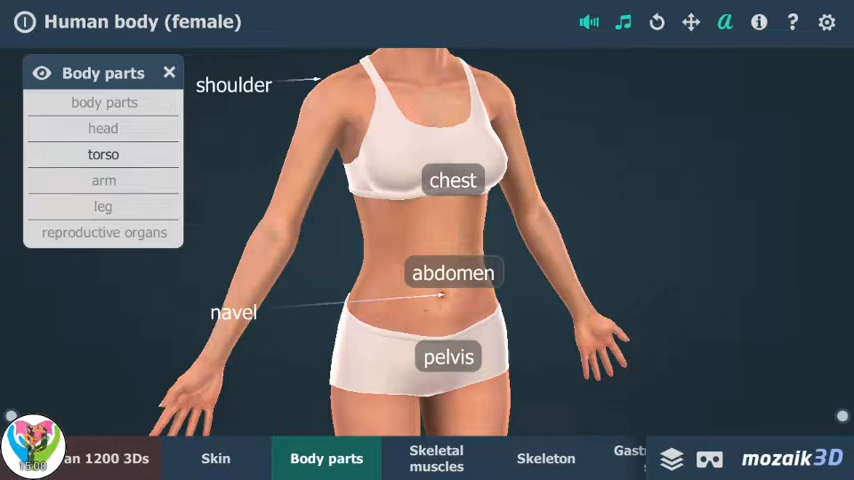 Human body (female)
a
i
?
Body parts
body parts
head
torso
arm
leg
reproductive organs
shoulder
chest
abdomen
navel
pelvis
an 1200 3Ds
Skin
Body parts
Skeletal
muscles
Skeleton
mozaik3D